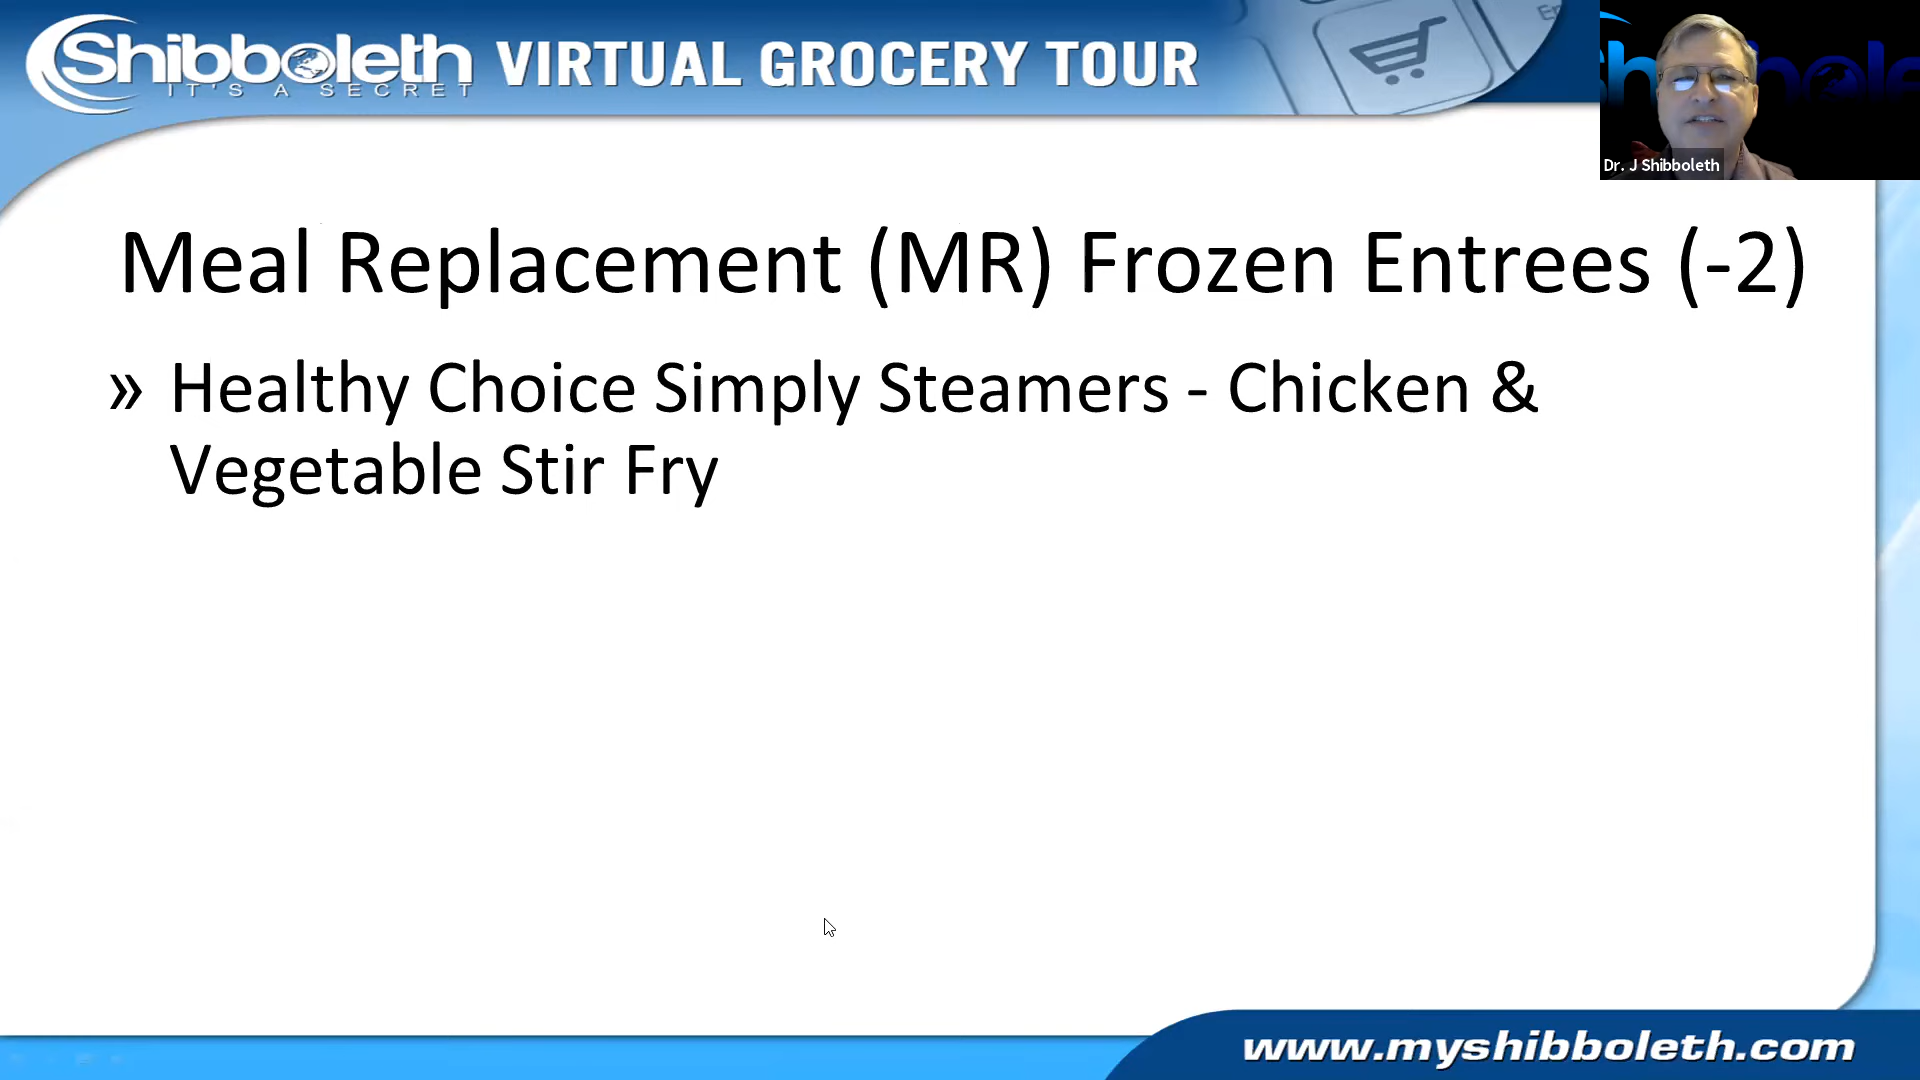 Shibboleth VIRTUAL GROCERY TOUR
IT'S A SECRET
Dr. J Shibboleth
Meal Replacement (MR) Frozen Entrees (-2)
» Healthy Choice Simply Steamers - Chicken &
Vegetable Stir Fry
www.myshibboleth.com